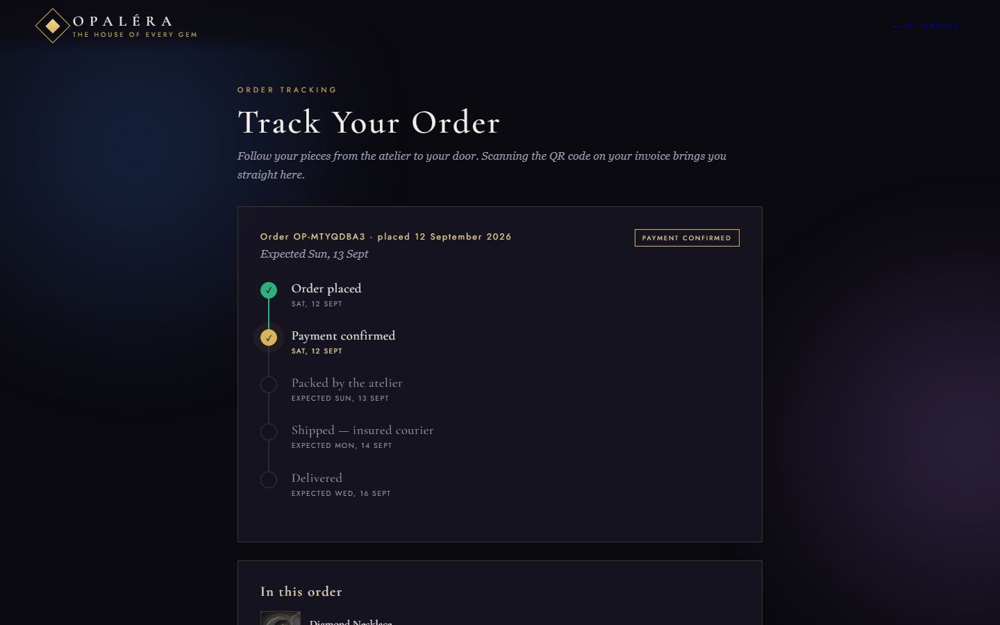 OPALÉRA
THE HOUSE OF EVERY GEM
— MY ORDERS
ORDER TRACKING
Track Your Order
Follow your pieces from the atelier to your door. Scanning the QR code on your invoice brings you
straight here.
Order OP-MTYQDBA3 · placed 12 September 2026
PAYMENT CONFIRMED
Expected Sun, 13 Sept
✓ Order placed
SAT, 12 SEPT
✓ Payment confirmed
SAT, 12 SEPT
Packed by the atelier
EXPECTED SUN, 13 SEPT
Shipped — insured courier
EXPECTED MON, 14 SEPT
Delivered
EXPECTED WED, 16 SEPT
In this order
Diamond Necklace